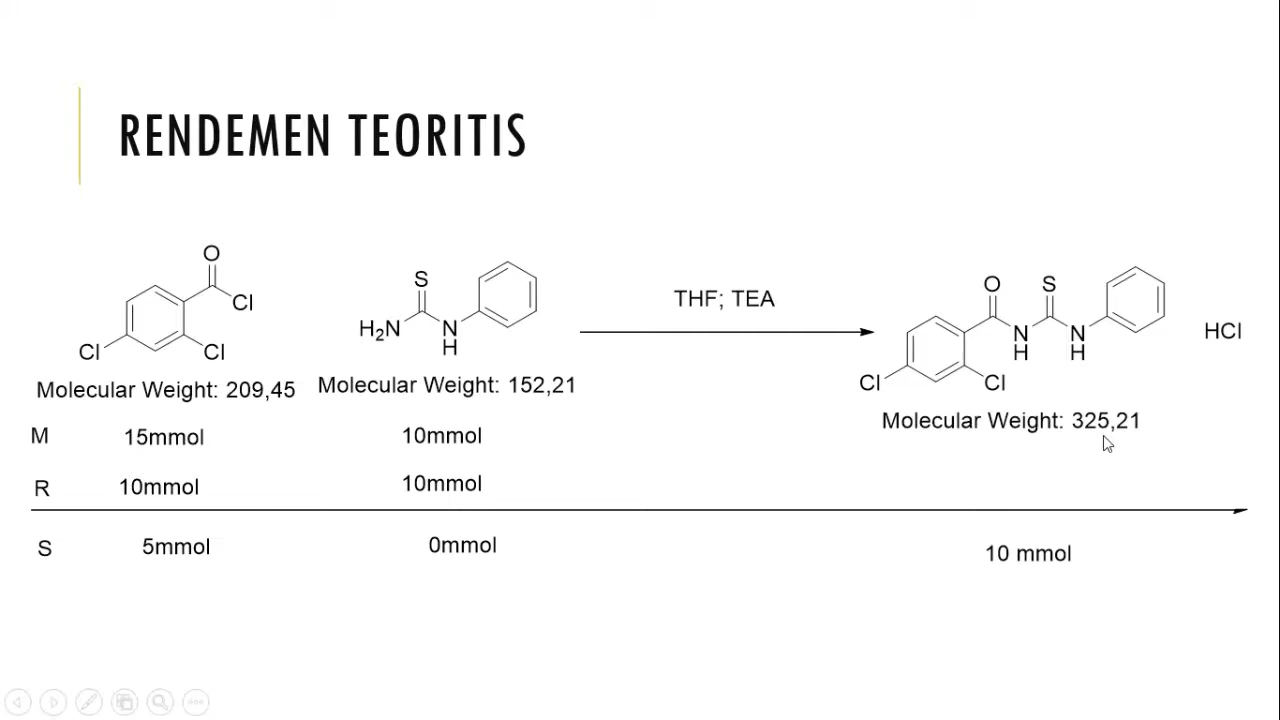 RENDEMEN TEORITIS
O
Cl
Cl
Cl
Molecular Weight: 209,45
S
H2N
N
H
Molecular Weight: 152,21
THF; TEA
O
S
N
H
N
H
Cl
Cl
Molecular Weight: 325,21
HCl
M 15mmol 10mmol
R 10mmol 10mmol
S 5mmol 0mmol 10 mmol